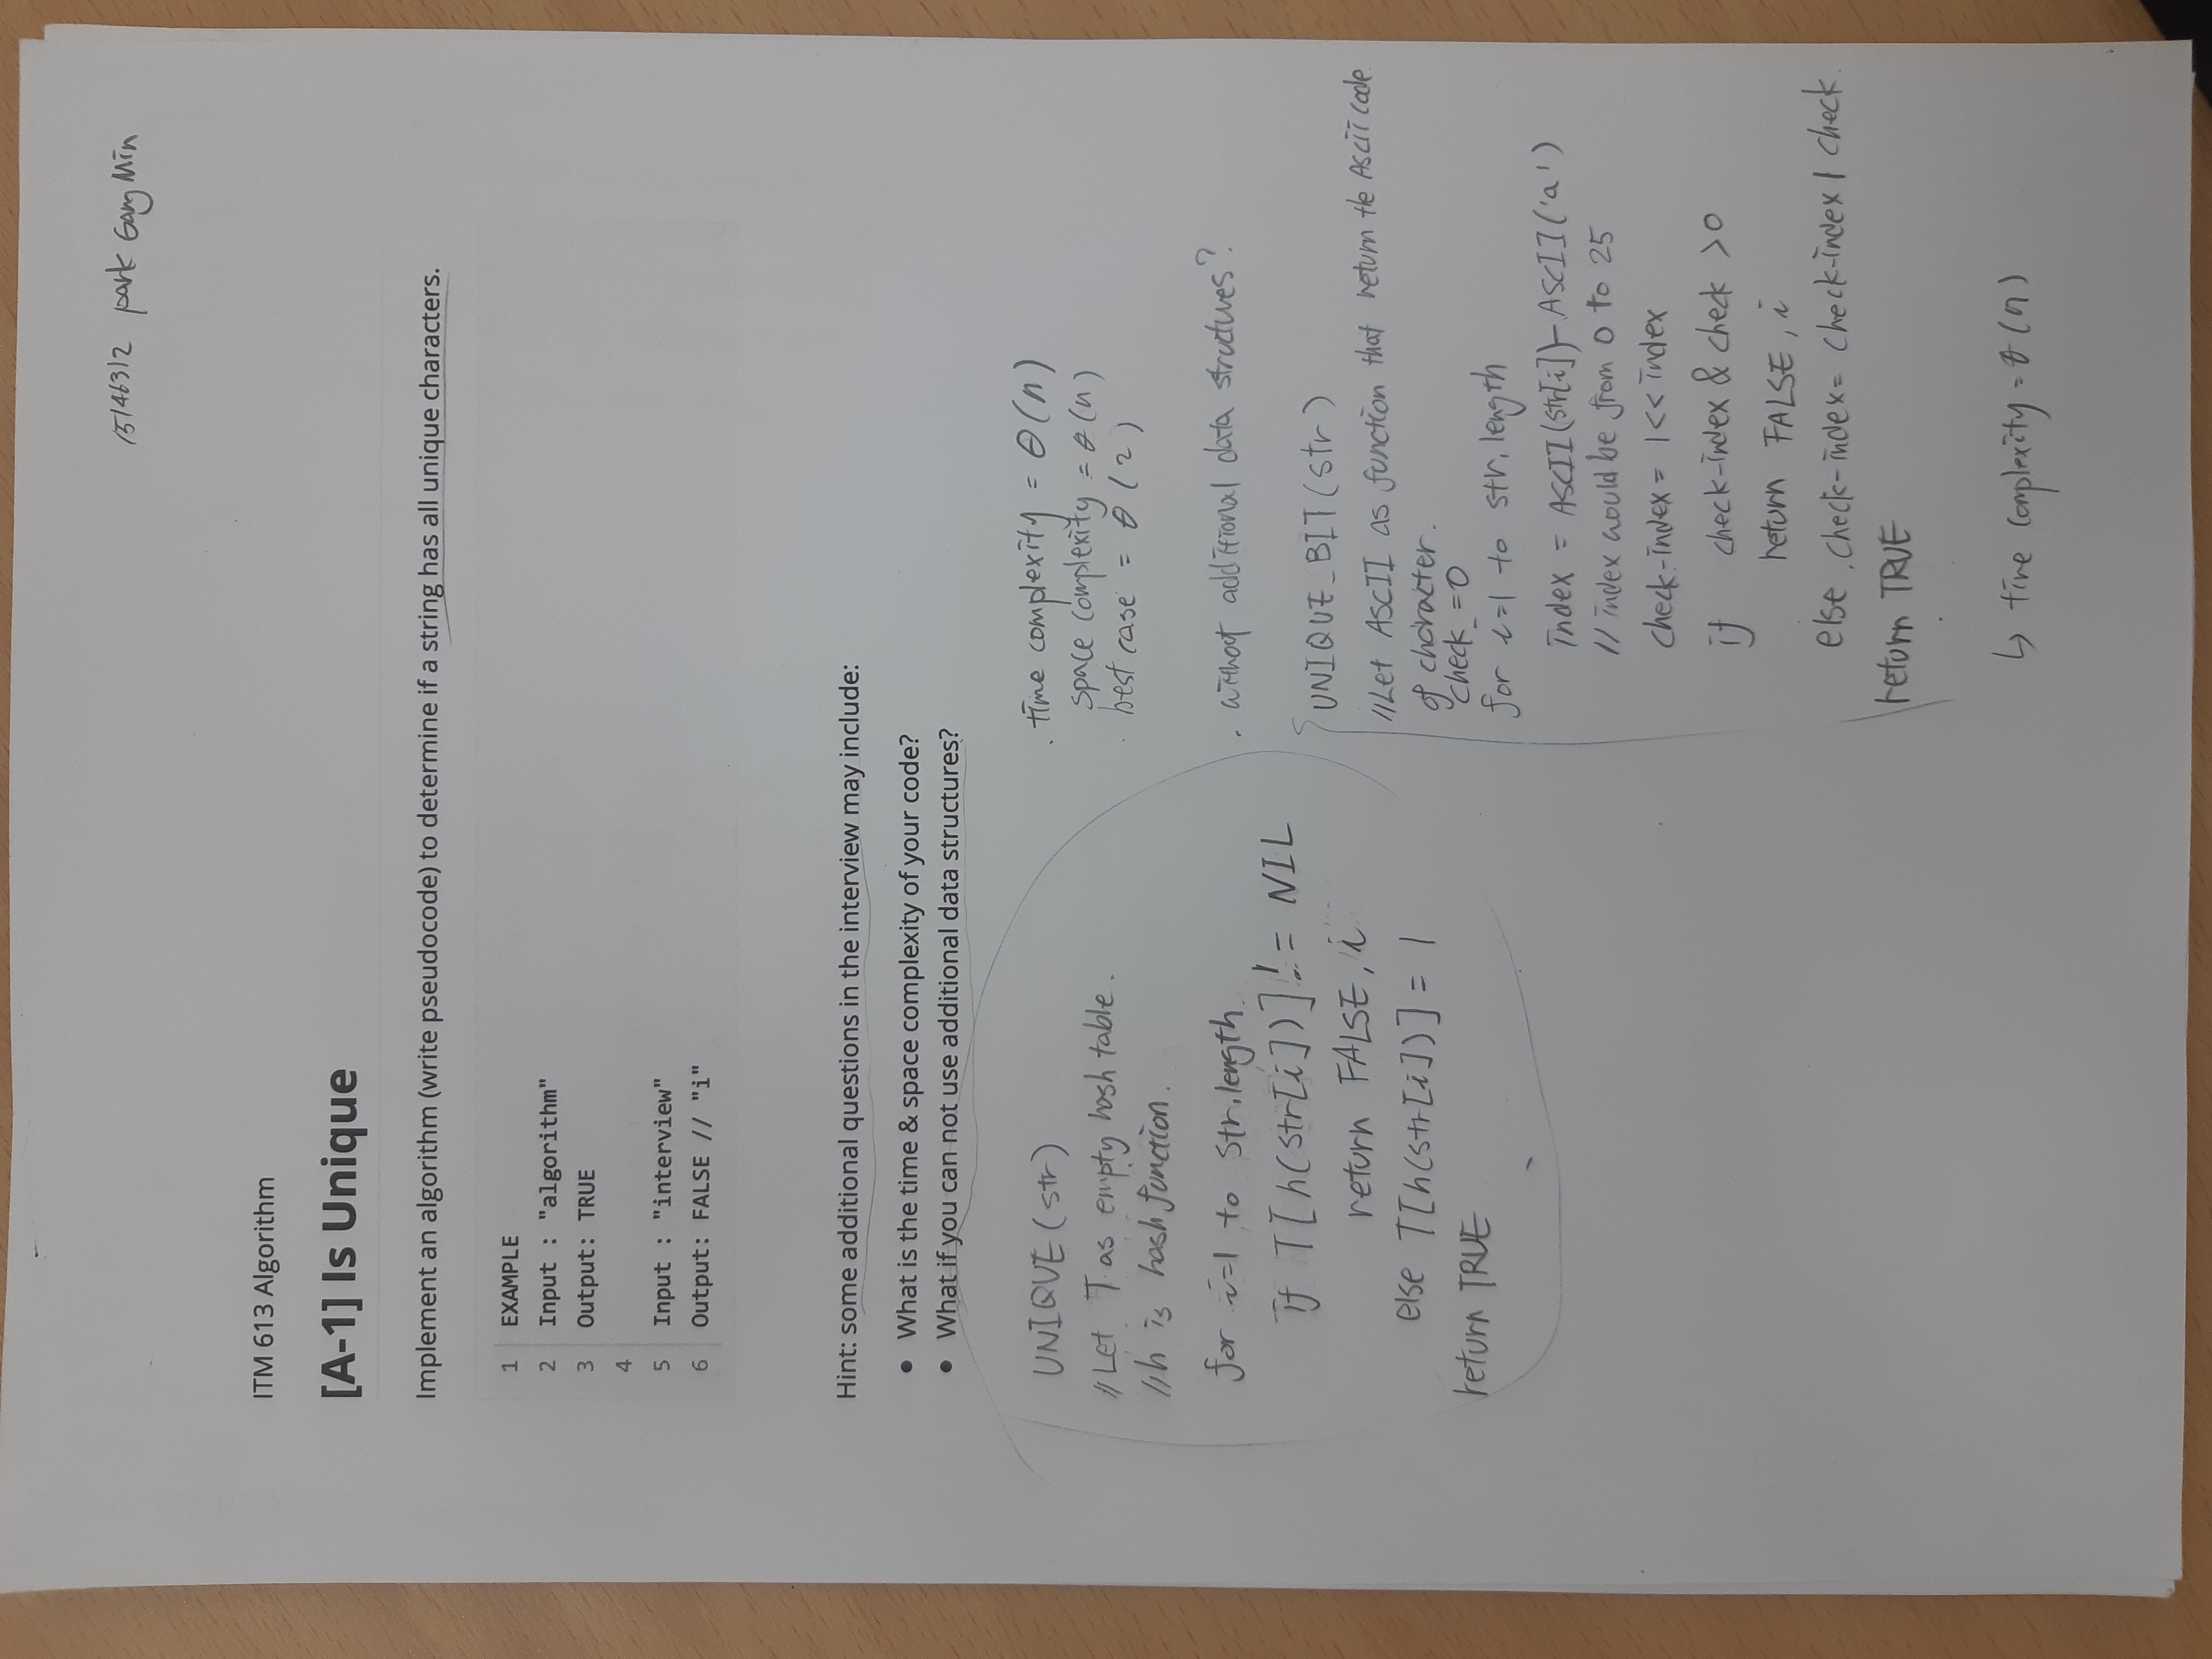 15146312 park Gang Min
ITM 613 Algorithm
[A-1] Is Unique
Implement an algorithm (write pseudocode) to determine if a string has all unique characters.
1 EXAMPLE
2 Input : "algorithm"
3 Output: TRUE
4
5 Input : "interview"
6 Output: FALSE // "i"
Hint: some additional questions in the interview may include:
• What is the time & space complexity of your code?
• What if you can not use additional data structures?
UNIQUE (str)
// Let T as empty hash table.
// h is hash function.
for i=1 to str.length
if T[h(str[i])] != NIL
return FALSE, i
else T[h(str[i])] = 1
return TRUE
. time complexity = θ(n)
space complexity = θ(n)
. best case = θ(2)
. without additional data structures?
UNIQUE_BIT(str)
// Let ASCII as function that return the Ascii code
of character.
check = 0
for i=1 to str.length
index = ASCII(str[i]) - ASCII('a')
// index would be from 0 to 25
check-index = 1<< index
if check-index & check >0
return FALSE, i
else check-index = check-index | check
return TRUE
↳ time complexity = θ(n)